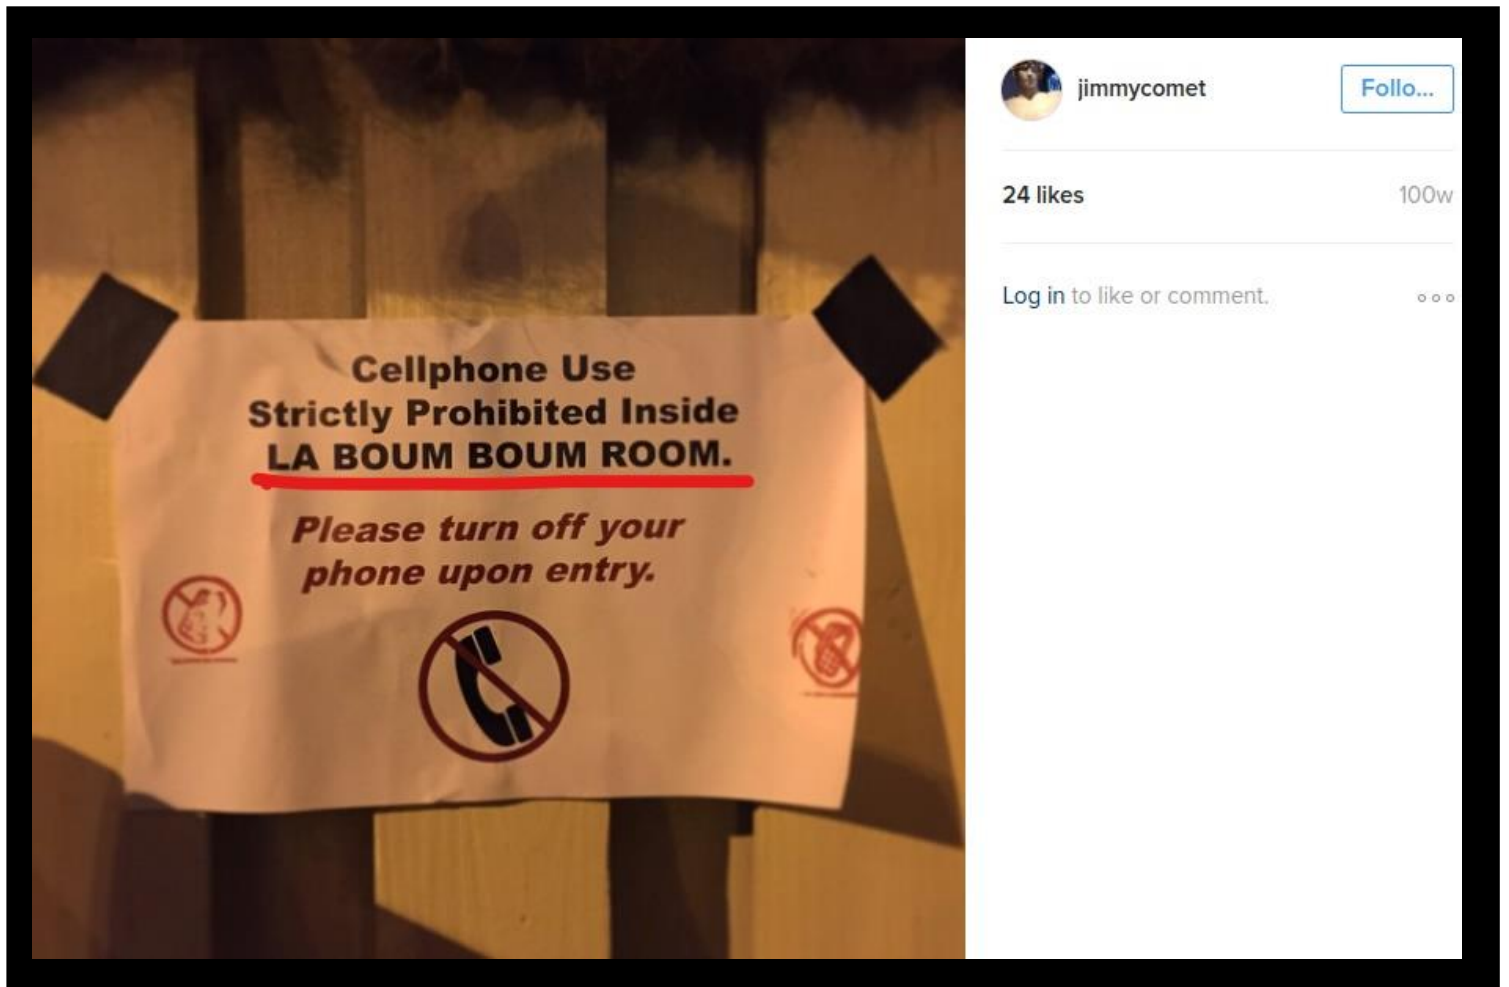 Cellphone Use
Strictly Prohibited Inside
LA BOUM BOUM ROOM.
Please turn off your
phone upon entry.
jimmycomet
Follo...
24 likes
100w
Log in to like or comment.